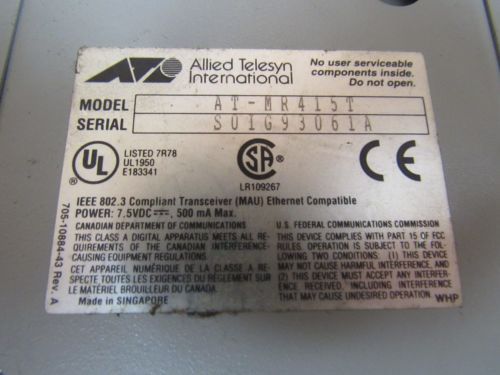 Allied Telesyn
International
No user serviceable
components inside.
Do not open.
MODEL AT-MR415T
SERIAL S01G93061A
UL
LISTED 7R78
UL1950
E183341
SA
LR109267
CE
IEEE 802.3 Compliant Transceiver (MAU) Ethernet Compatible
POWER: 7.5VDC⎓, 500 mA Max.
CANADIAN DEPARTMENT OF COMMUNICATIONS
THIS CLASS A DIGITAL APPARATUS MEETS ALL RE-
QUIREMENTS OF THE CANADIAN INTERFERENCE-
CAUSING EQUIPMENT REGULATIONS.
CET APPAREIL NUMÉRIQUE DE LA CLASSE A RE-
SPECTE TOUTES LES EXIGENCES DU REGLEMENT SUR
LE MATÉRIEL BROUILLEUR DU CANADA.
Made in SINGAPORE
U.S. FEDERAL COMMUNICATIONS COMMISSION
THIS DEVICE COMPLIES WITH PART 15 OF FCC
RULES. OPERATION IS SUBJECT TO THE FOL-
LOWING TWO CONDITIONS: (1) THIS DEVICE
MAY NOT CAUSE HARMFUL INTERFERENCE, AND
(2) THIS DEVICE MUST ACCEPT ANY INTERFER-
ENCE RECEIVED, INCLUDING INTERFERENCE
THAT MAY CAUSE UNDESIRED OPERATION.
WHP
705-10884-43 Rev. A